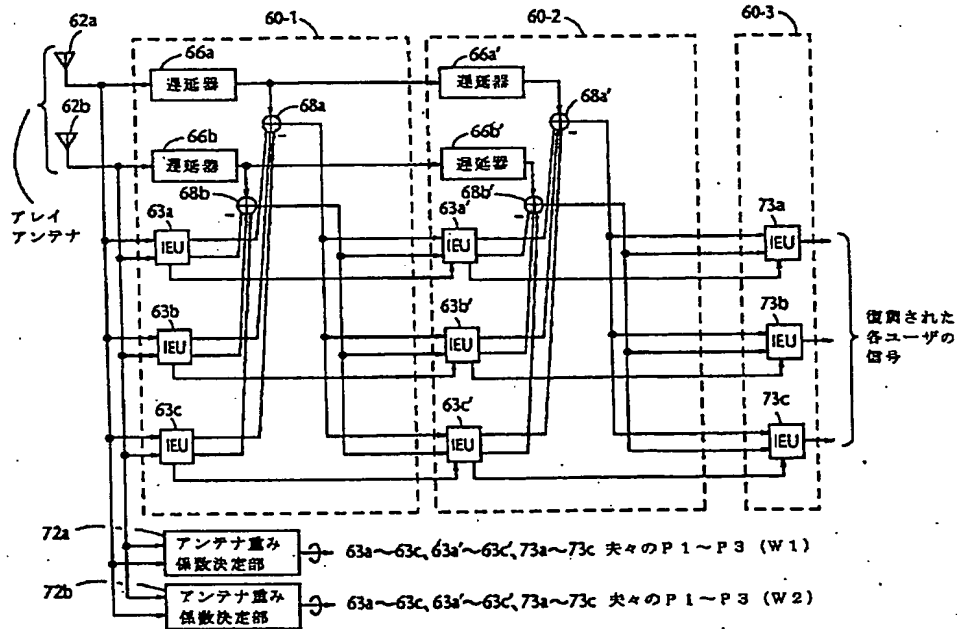 60-1
60-2
60-3
62a
66a
66a'
遅延器
遅延器
68a
68a'
62b
66b
66b'
遅延器
遅延器
68b
68b'
アレイ
アンテナ
63a
63a'
73a
IEU
IEU
IEU
63b
63b'
73b
IEU
IEU
IEU
復調された
各ユーザの
信号
63c
63c'
73c
IEU
IEU
IEU
72a
アンテナ重み
係数決定部
63a～63c、63a'～63c'、73a～73c 夫々のP1～P3 (W1)
72b
アンテナ重み
係数決定部
63a～63c、63a'～63c'、73a～73c 夫々のP1～P3 (W2)